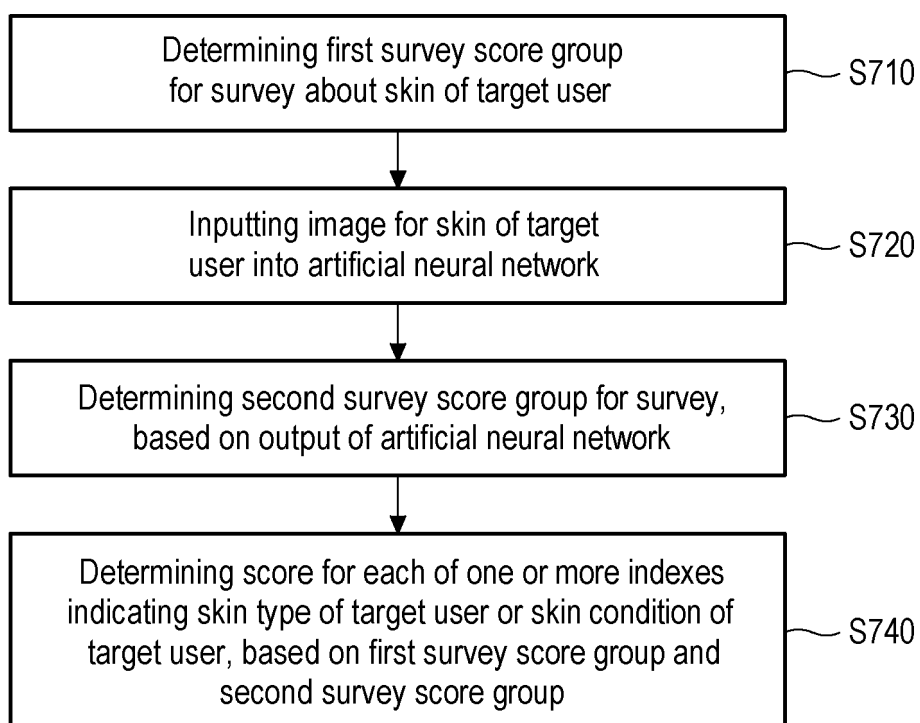 Determining first survey score group
for survey about skin of target user
S710
Inputting image for skin of target
user into artificial neural network
S720
Determining second survey score group for survey,
based on output of artificial neural network
S730
Determining score for each of one or more indexes
indicating skin type of target user or skin condition of
target user, based on first survey score group and
second survey score group
S740